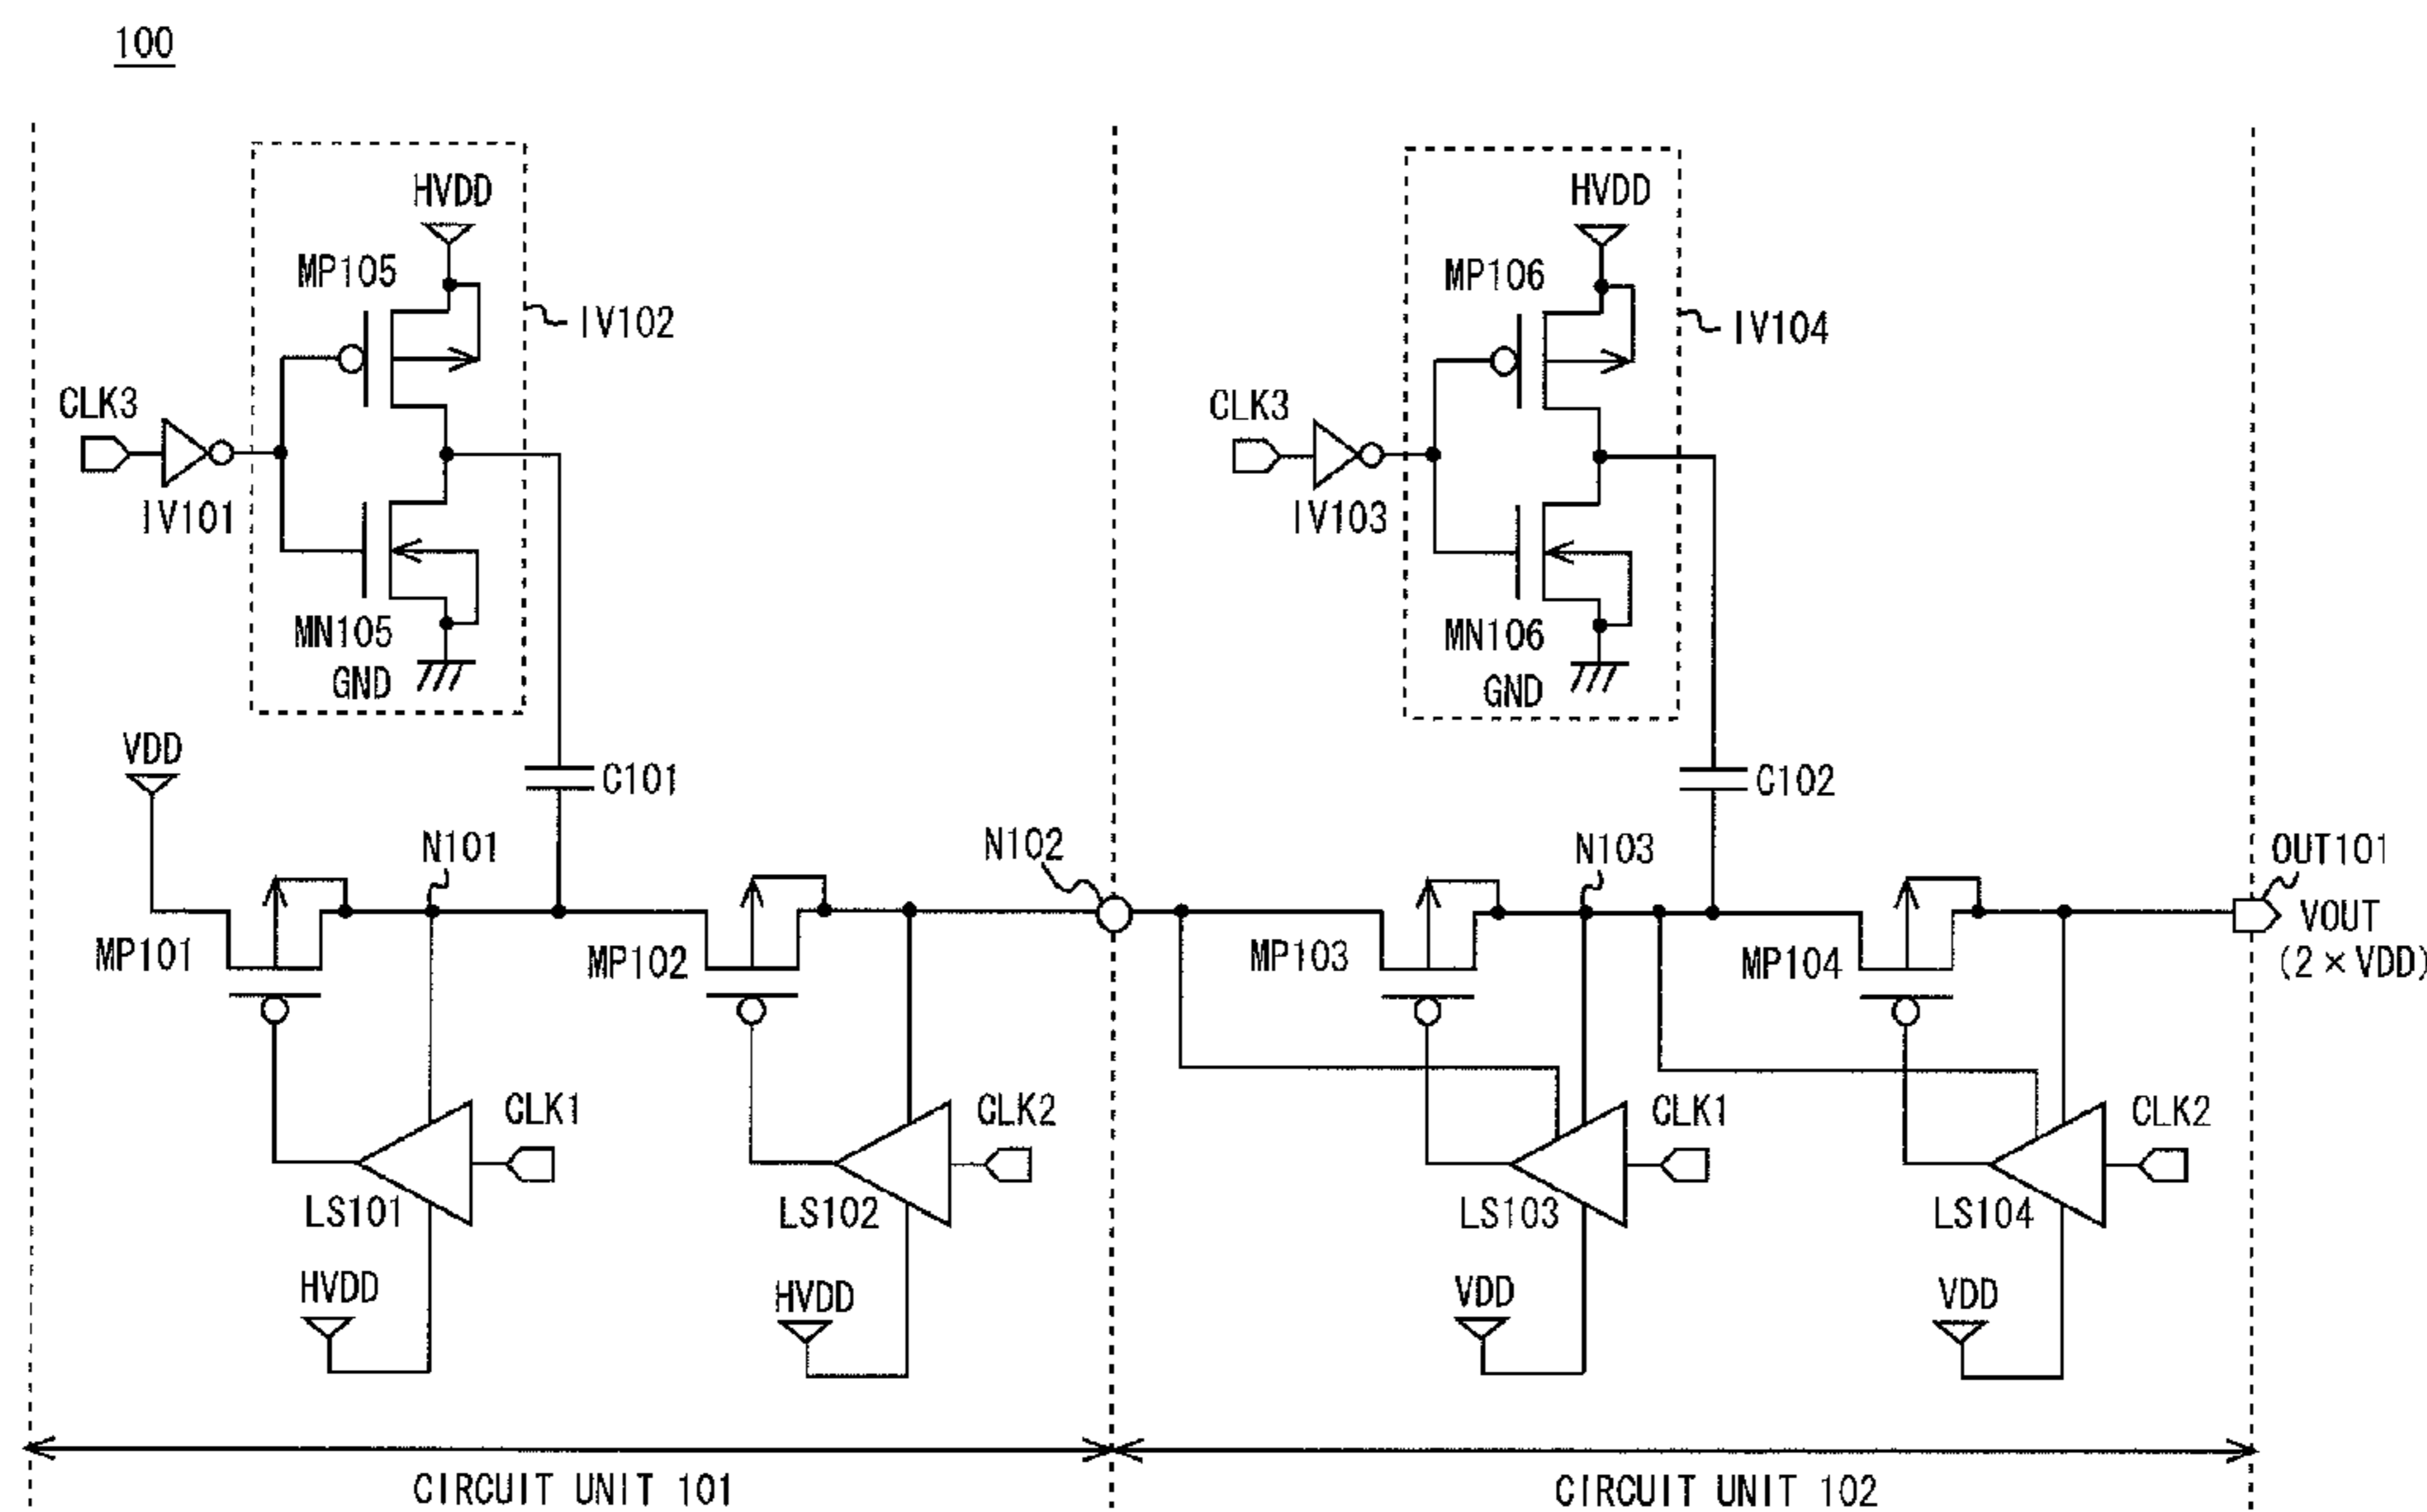 100
HVDD
HVDD
MP105
MP106
IV102
IV104
CLK3
CLK3
IV101
IV103
MN105
MN106
GND
GND
VDD
C101
C102
N101
N102
N103
OUT101
VOUT
(2×VDD)
MP101
MP102
MP103
MP104
CLK1
CLK2
CLK1
CLK2
LS101
LS102
LS103
LS104
HVDD
HVDD
VDD
VDD
CIRCUIT UNIT 101
CIRCUIT UNIT 102